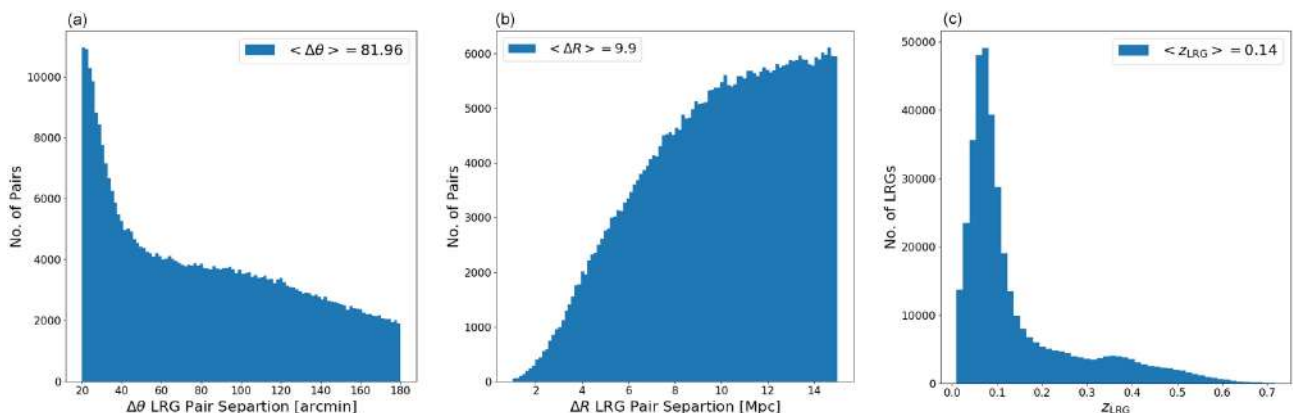 (a)
< Δθ > = 81.96
10000
8000
6000
4000
2000
0
No. of Pairs
20 40 60 80 100 120 140 160 180
Δθ LRG Pair Separtion [arcmin]
(b)
< ΔR > = 9.9
6000
5000
4000
3000
2000
1000
0
No. of Pairs
2 4 6 8 10 12 14
ΔR LRG Pair Separtion [Mpc]
(c)
< z_LRG > = 0.14
50000
40000
30000
20000
10000
0
No. of LRGs
0.0 0.1 0.2 0.3 0.4 0.5 0.6 0.7
z_LRG